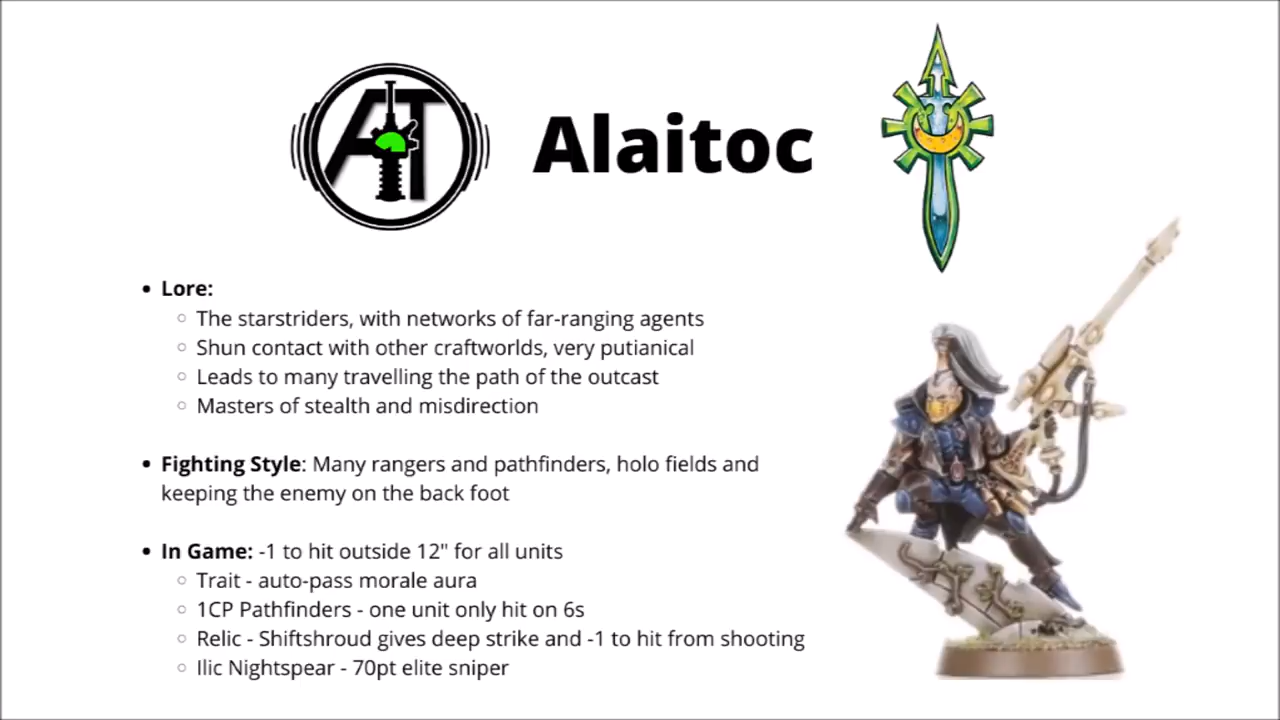 AT
Alaitoc
• Lore:
○ The starstriders, with networks of far-ranging agents
○ Shun contact with other craftworlds, very putianical
○ Leads to many travelling the path of the outcast
○ Masters of stealth and misdirection
• Fighting Style: Many rangers and pathfinders, holo fields and
keeping the enemy on the back foot
• In Game: -1 to hit outside 12" for all units
○ Trait - auto-pass morale aura
○ 1CP Pathfinders - one unit only hit on 6s
○ Relic - Shiftshroud gives deep strike and -1 to hit from shooting
○ Ilic Nightspear - 70pt elite sniper